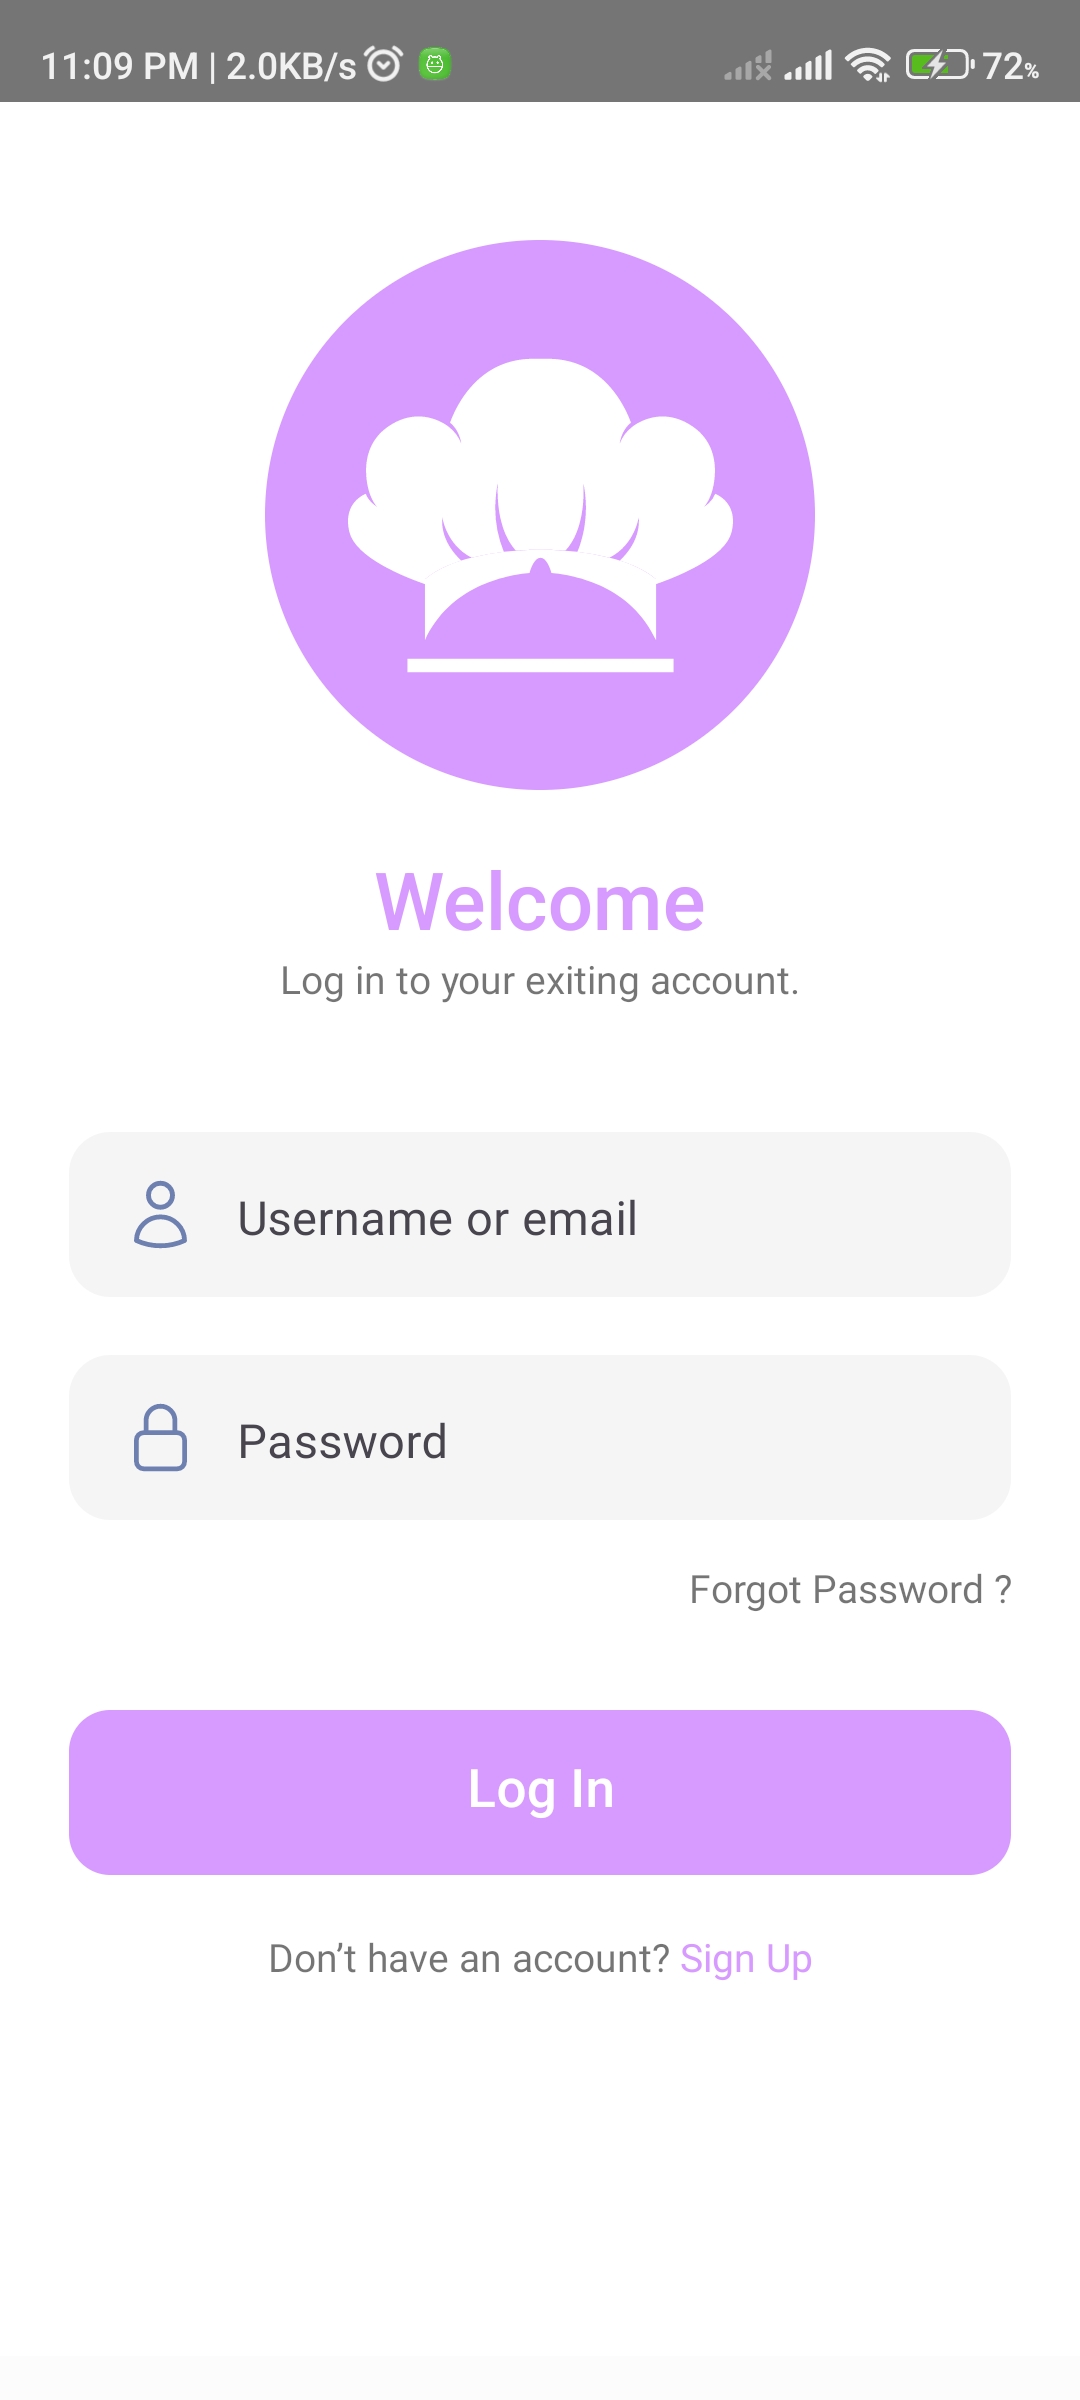 11:09 PM | 2.0KB/s 72%
Welcome
Log in to your exiting account.
Username or email
Password
Forgot Password ?
Log In
Don’t have an account? Sign Up